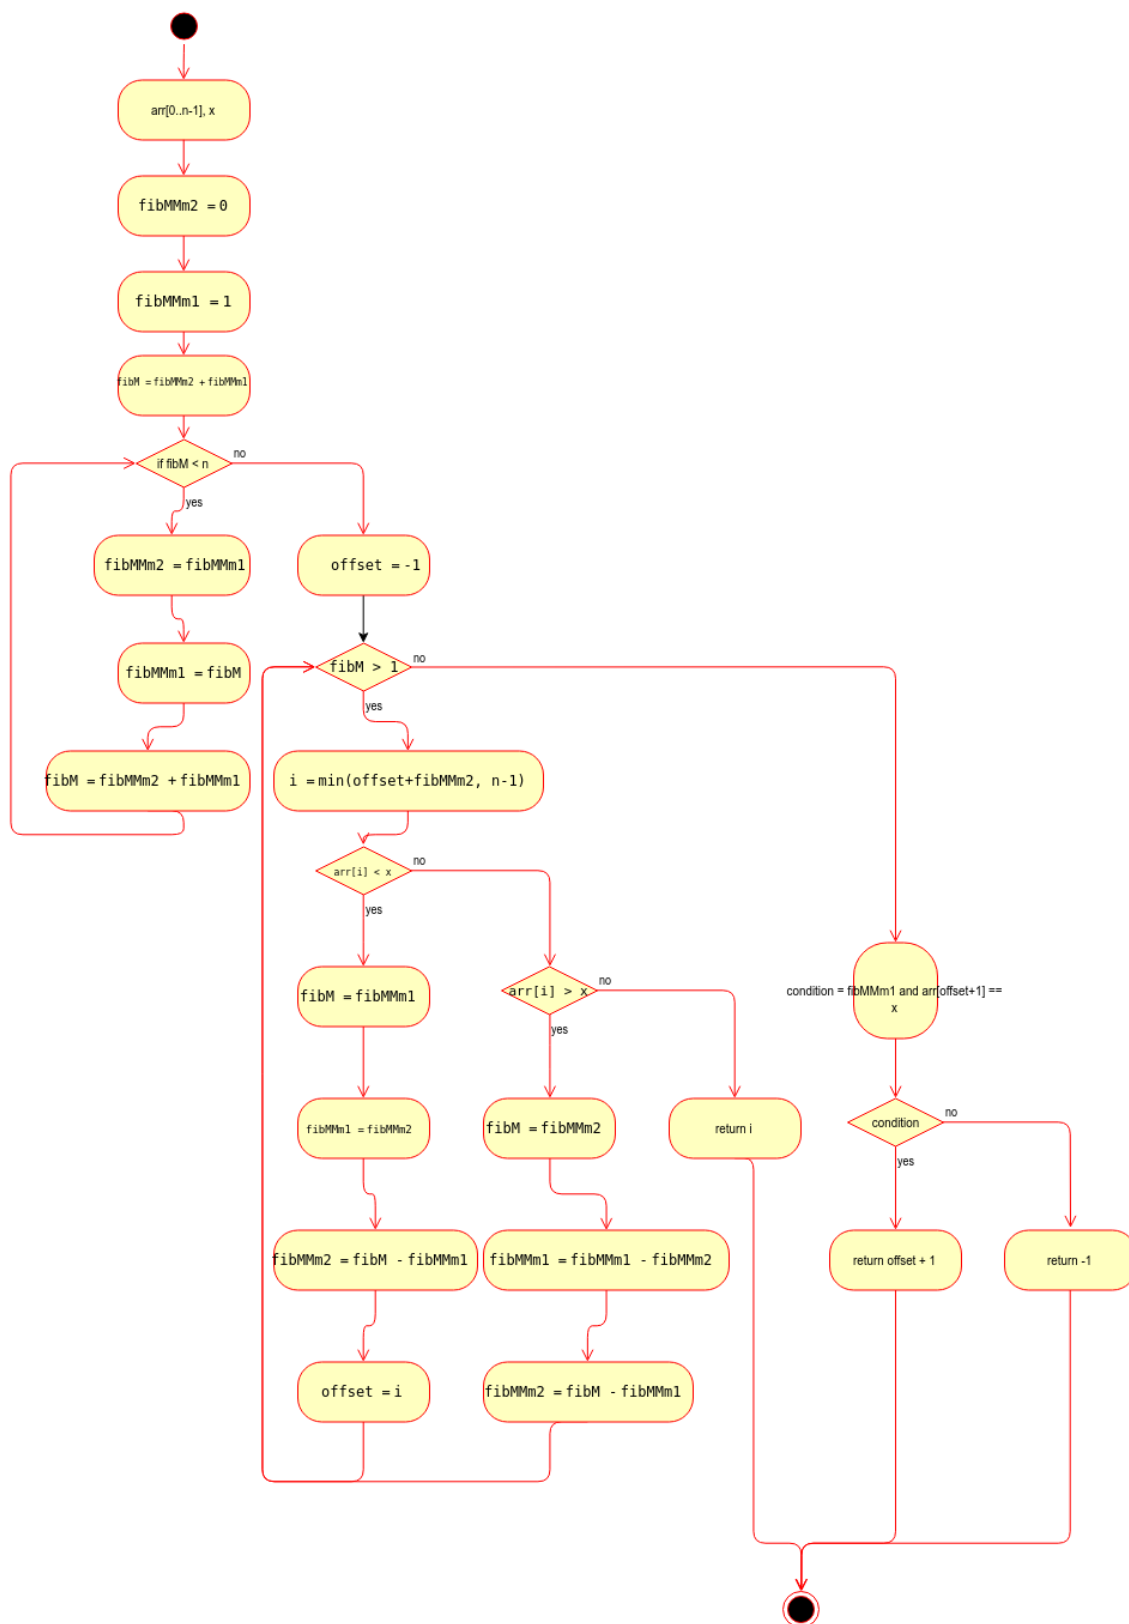 arr[0..n-1], x
fibMMm2 = 0
fibMMm1 = 1
fibM = fibMMm2 + fibMMm1
if fibM < n
no
yes
fibMMm2 = fibMMm1
offset = -1
fibMMm1 = fibM
fibM > 1
no
yes
fibM = fibMMm2 + fibMMm1
i = min(offset+fibMMm2, n-1)
arr[i] < x
no
yes
fibM = fibMMm1
arr[i] > x
no
yes
condition = fibMMm1 and arr[offset+1] ==
x
fibMMm1 = fibMMm2
fibM = fibMMm2
return i
condition
no
yes
fibMMm2 = fibM - fibMMm1
fibMMm1 = fibMMm1 - fibMMm2
return offset + 1
return -1
offset = i
fibMMm2 = fibM - fibMMm1